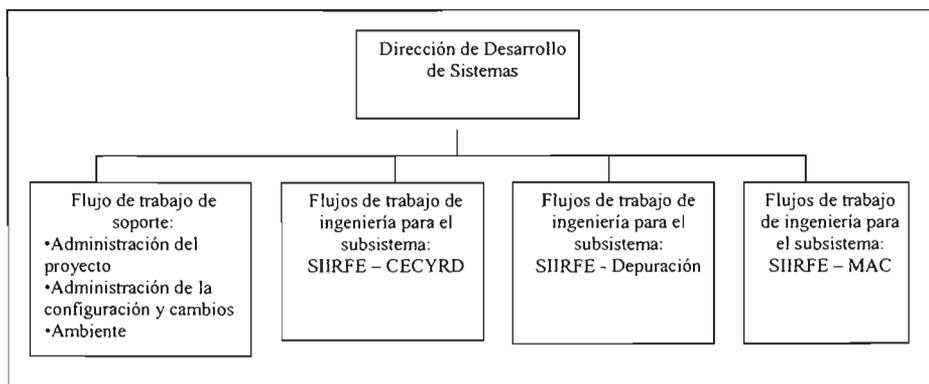 Dirección de Desarrollo
de Sistemas
Flujo de trabajo de
soporte:
•Administración del
proyecto
•Administración de la
configuración y cambios
•Ambiente
Flujos de trabajo de
ingeniería para el
subsistema:
SIIRFE – CECYRD
Flujos de trabajo de
ingeniería para el
subsistema:
SIIRFE - Depuración
Flujos de trabajo
de ingeniería para
el subsistema:
SIIRFE – MAC